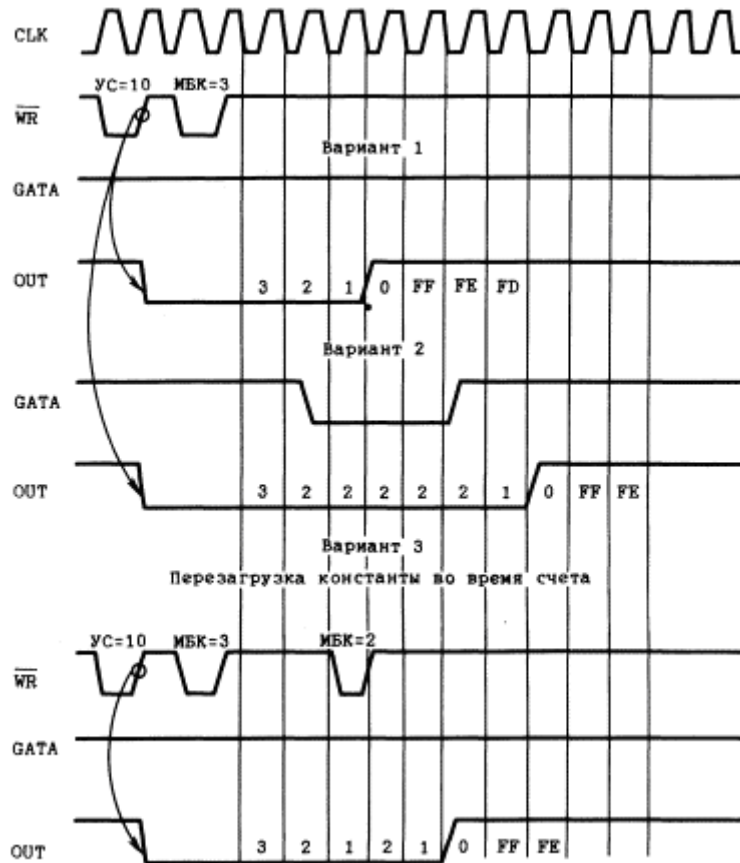 CLK
УС=10 МБК=3
WR
Вариант 1
GATA
OUT 3 2 1 0 FF FE FD
Вариант 2
GATA
OUT 3 2 2 2 2 2 1 0 FF FE
Вариант 3
Перезагрузка константы во время счета
УС=10 МБК=3 МБК=2
WR
GATA
OUT 3 2 1 2 1 0 FF FE